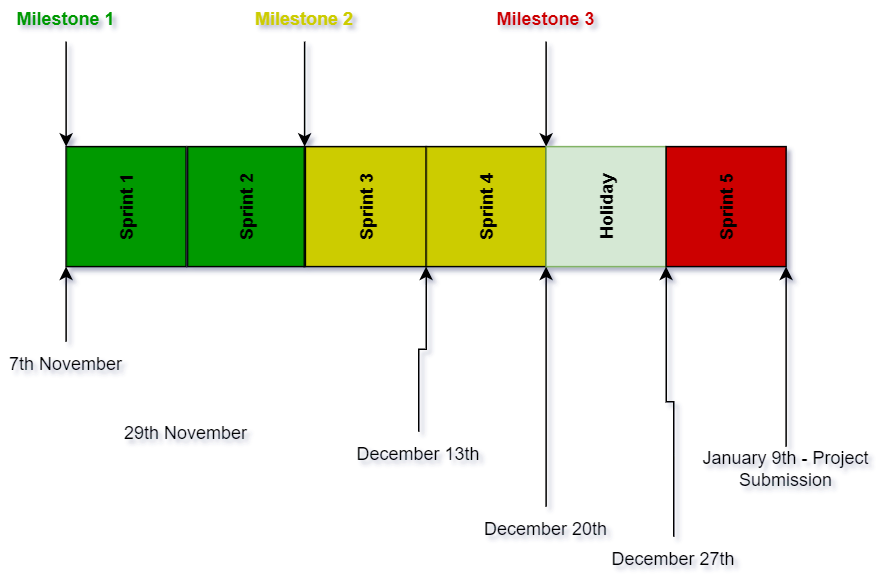 Milestone 1
Milestone 2
Milestone 3
Sprint 1
Sprint 2
Sprint 3
Sprint 4
Holiday
Sprint 5
7th November
29th November
December 13th
January 9th - Project
Submission
December 20th
December 27th